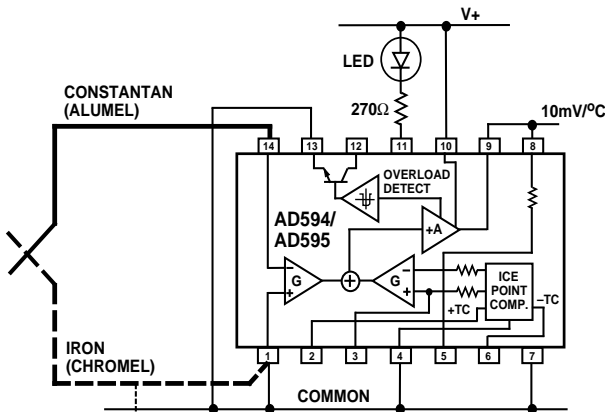 V+
LED
CONSTANTAN
(ALUMEL)
270Ω
10mV/°C
14
13
12
11
10
9
8
OVERLOAD
DETECT
AD594/
AD595
+A
–
G
+
+
–
G
+
ICE
POINT
COMP.
–TC
+TC
IRON
(CHROMEL)
1
2
3
4
5
6
7
COMMON